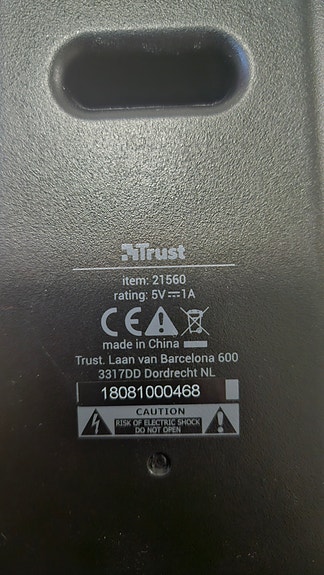 Trust
item: 21560
rating: 5V⎓1A
CE
made in China
Trust. Laan van Barcelona 600
3317DD Dordrecht NL
18081000468
CAUTION
RISK OF ELECTRIC SHOCK
DO NOT OPEN